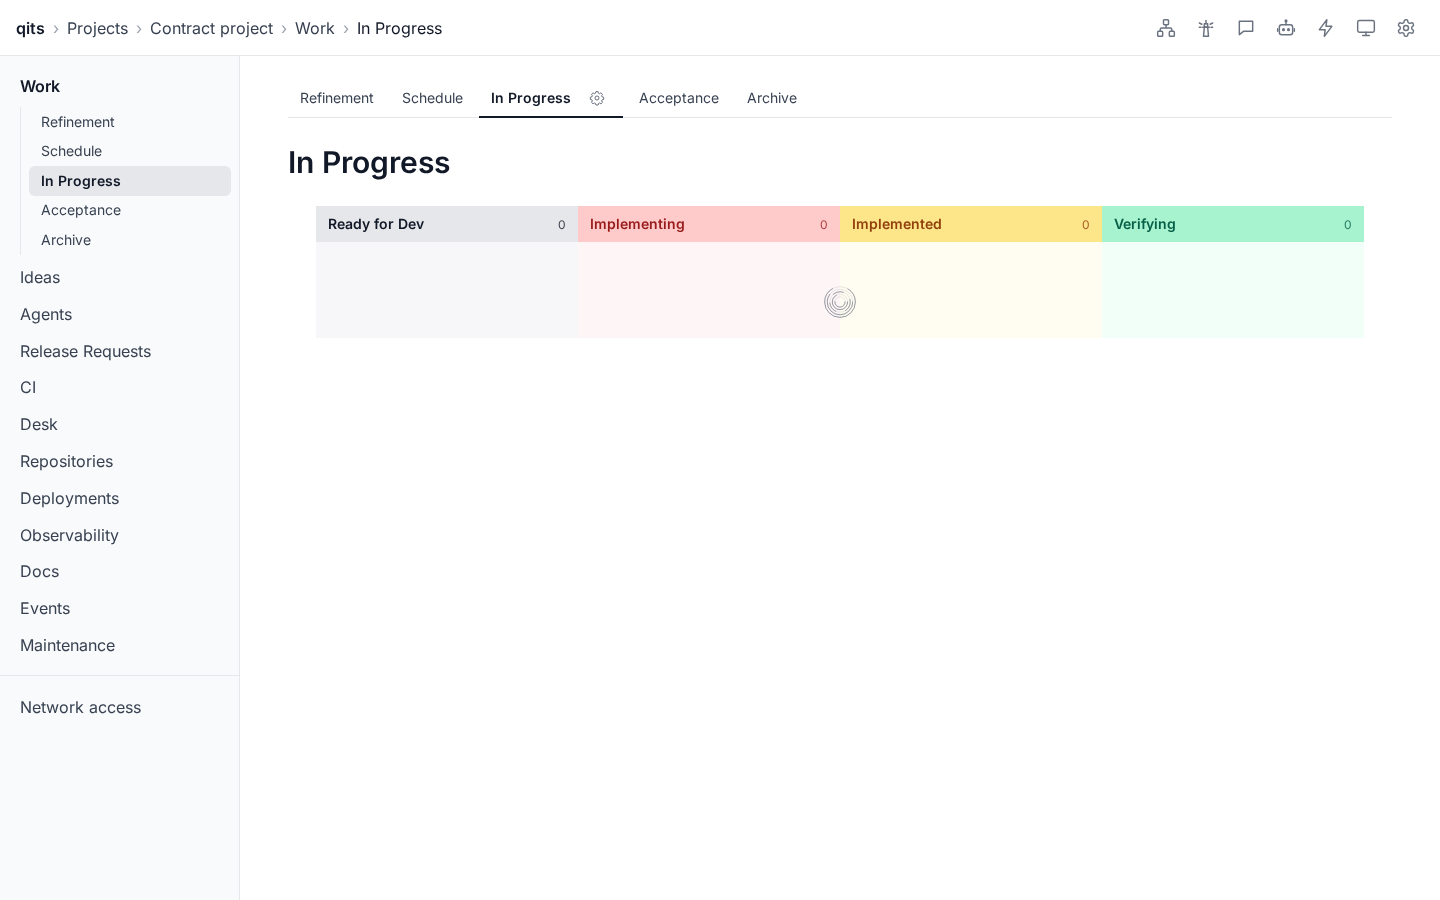 qits › Projects › Contract project › Work › In Progress
Work
Refinement
Schedule
In Progress
Acceptance
Archive
Ideas
Agents
Release Requests
CI
Desk
Repositories
Deployments
Observability
Docs
Events
Maintenance
Network access
Refinement Schedule In Progress Acceptance Archive
In Progress
Ready for Dev 0 Implementing 0 Implemented 0 Verifying 0